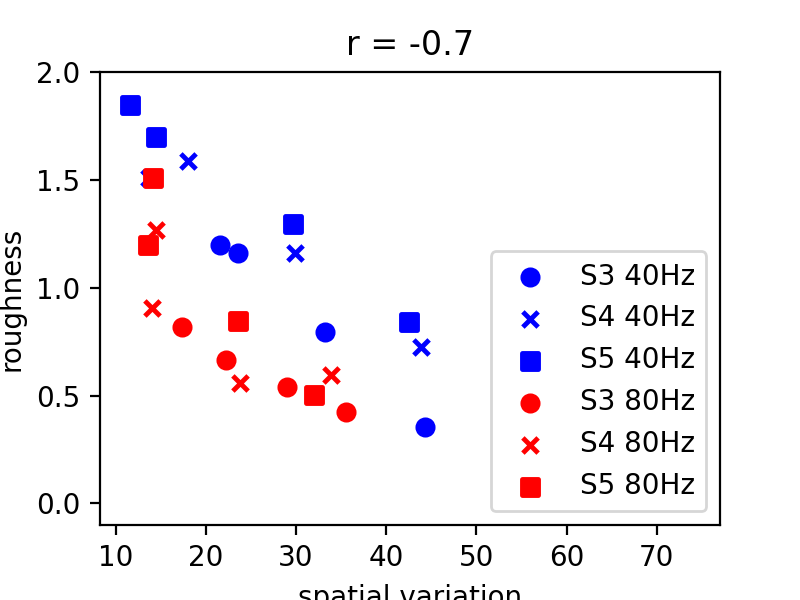 r = -0.7
roughness
2.0
1.5
1.0
0.5
0.0
S3 40Hz
S4 40Hz
S5 40Hz
S3 80Hz
S4 80Hz
S5 80Hz
10 20 30 40 50 60 70
spatial variation